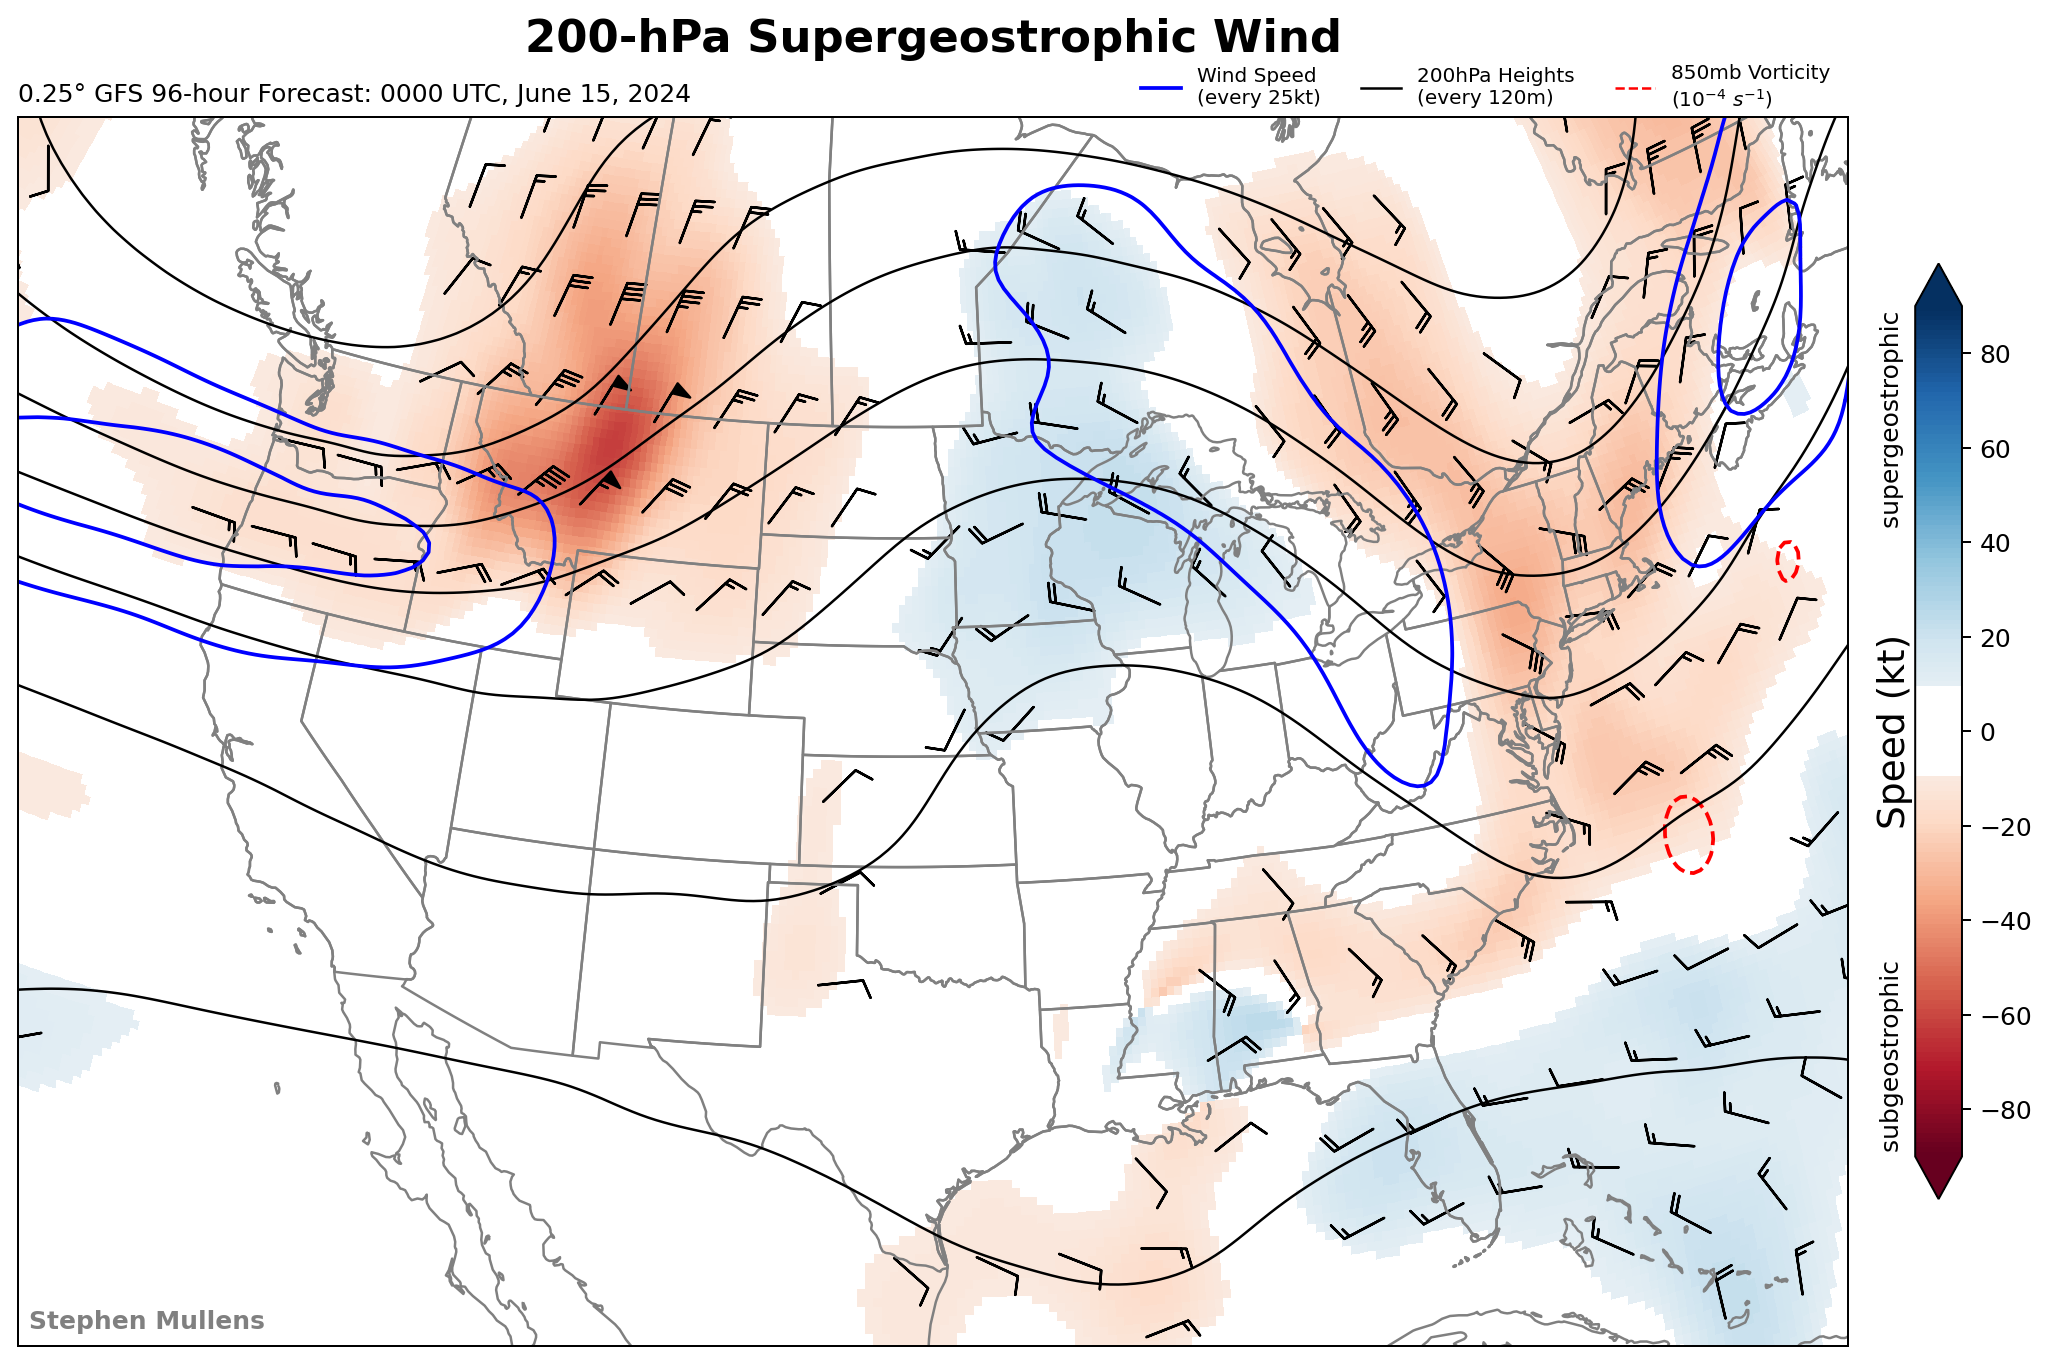 200-hPa Supergeostrophic Wind
0.25° GFS 96-hour Forecast: 0000 UTC, June 15, 2024
Wind Speed
(every 25kt)
200hPa Heights
(every 120m)
850mb Vorticity
(10⁻⁴ s⁻¹)
supergeostrophic
Speed (kt)
subgeostrophic
80
60
40
20
0
−20
−40
−60
−80
Stephen Mullens